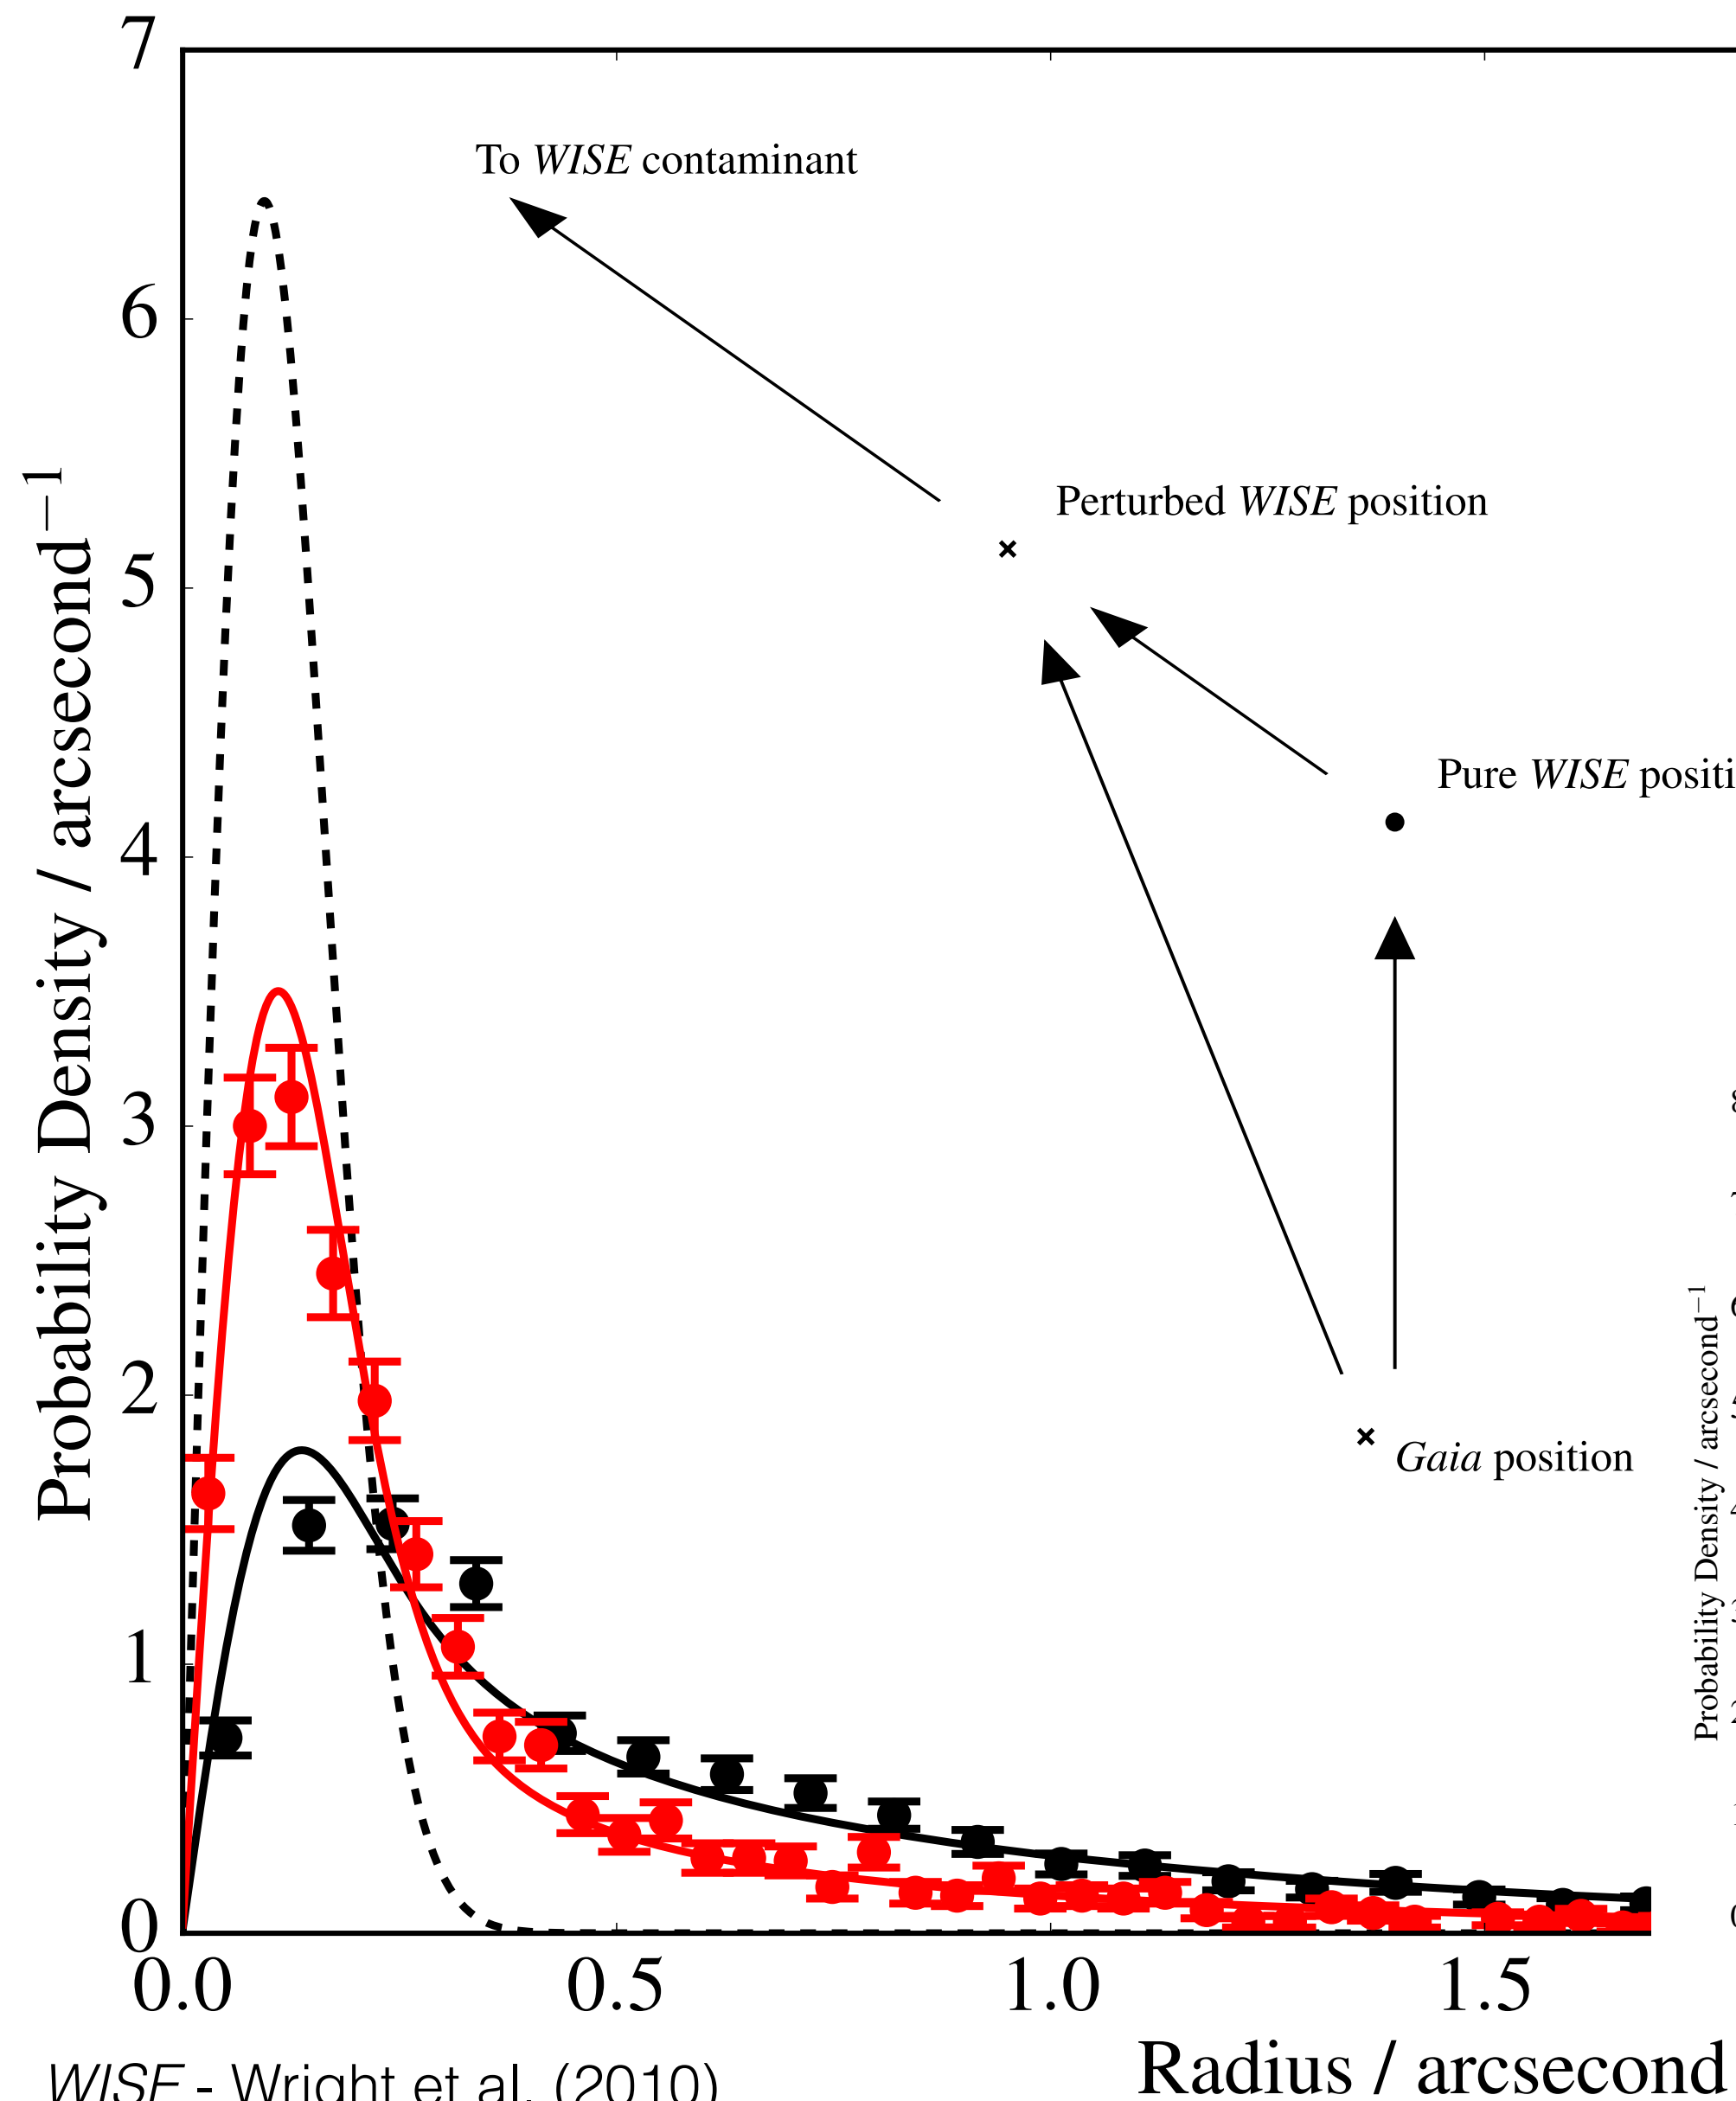 7
To WISE contaminant
6
Perturbed WISE position
5
Pure WISE positi
4
3
2
Gaia position
1
0
0.0 0.5 1.0 1.5
Probability Density / arcsecond−1
Radius / arcsecond
Probability Density / arcsecond−1
WISE - Wright et al. (2010)